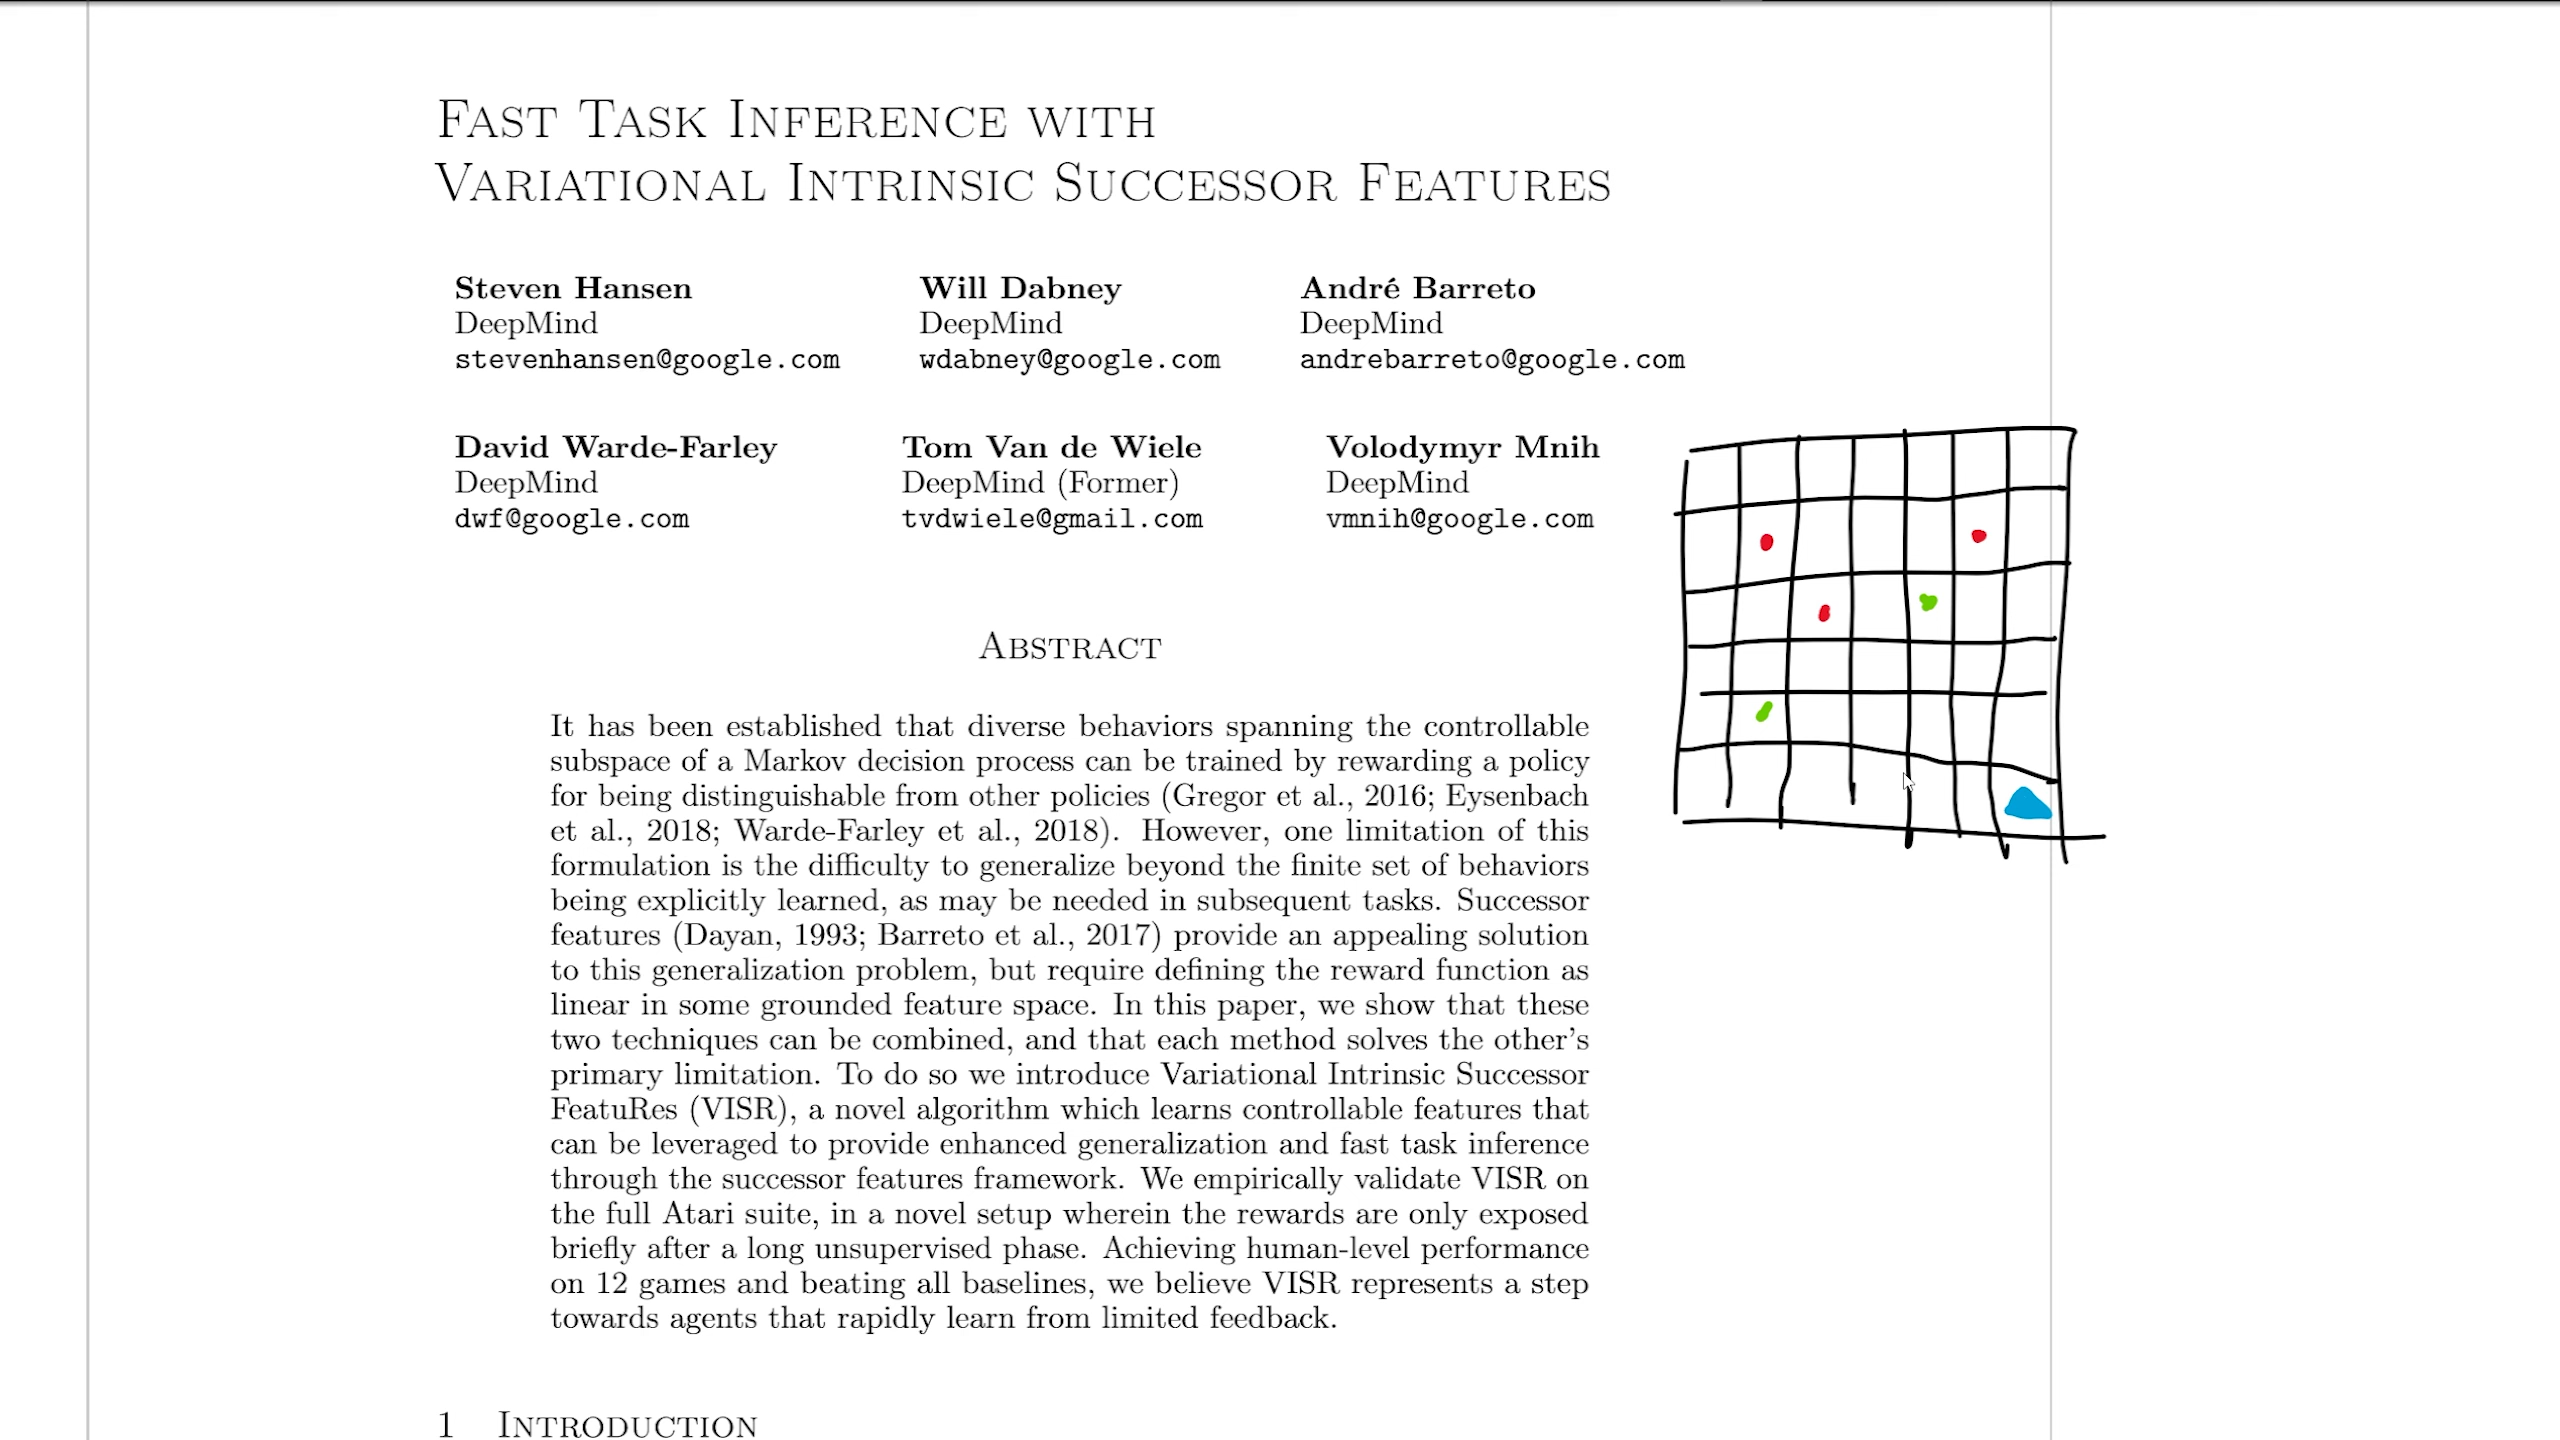 Fast Task Inference with
Variational Intrinsic Successor Features
Steven Hansen Will Dabney André Barreto
DeepMind DeepMind DeepMind
stevenhansen@google.com wdabney@google.com andrebarreto@google.com
David Warde-Farley Tom Van de Wiele Volodymyr Mnih
DeepMind DeepMind (Former) DeepMind
dwf@google.com tvdwiele@gmail.com vmnih@google.com
Abstract
It has been established that diverse behaviors spanning the controllable
subspace of a Markov decision process can be trained by rewarding a policy
for being distinguishable from other policies (Gregor et al., 2016; Eysenbach
et al., 2018; Warde-Farley et al., 2018). However, one limitation of this
formulation is the difficulty to generalize beyond the finite set of behaviors
being explicitly learned, as may be needed in subsequent tasks. Successor
features (Dayan, 1993; Barreto et al., 2017) provide an appealing solution
to this generalization problem, but require defining the reward function as
linear in some grounded feature space. In this paper, we show that these
two techniques can be combined, and that each method solves the other's
primary limitation. To do so we introduce Variational Intrinsic Successor
FeatuRes (VISR), a novel algorithm which learns controllable features that
can be leveraged to provide enhanced generalization and fast task inference
through the successor features framework. We empirically validate VISR on
the full Atari suite, in a novel setup wherein the rewards are only exposed
briefly after a long unsupervised phase. Achieving human-level performance
on 12 games and beating all baselines, we believe VISR represents a step
towards agents that rapidly learn from limited feedback.
1 Introduction